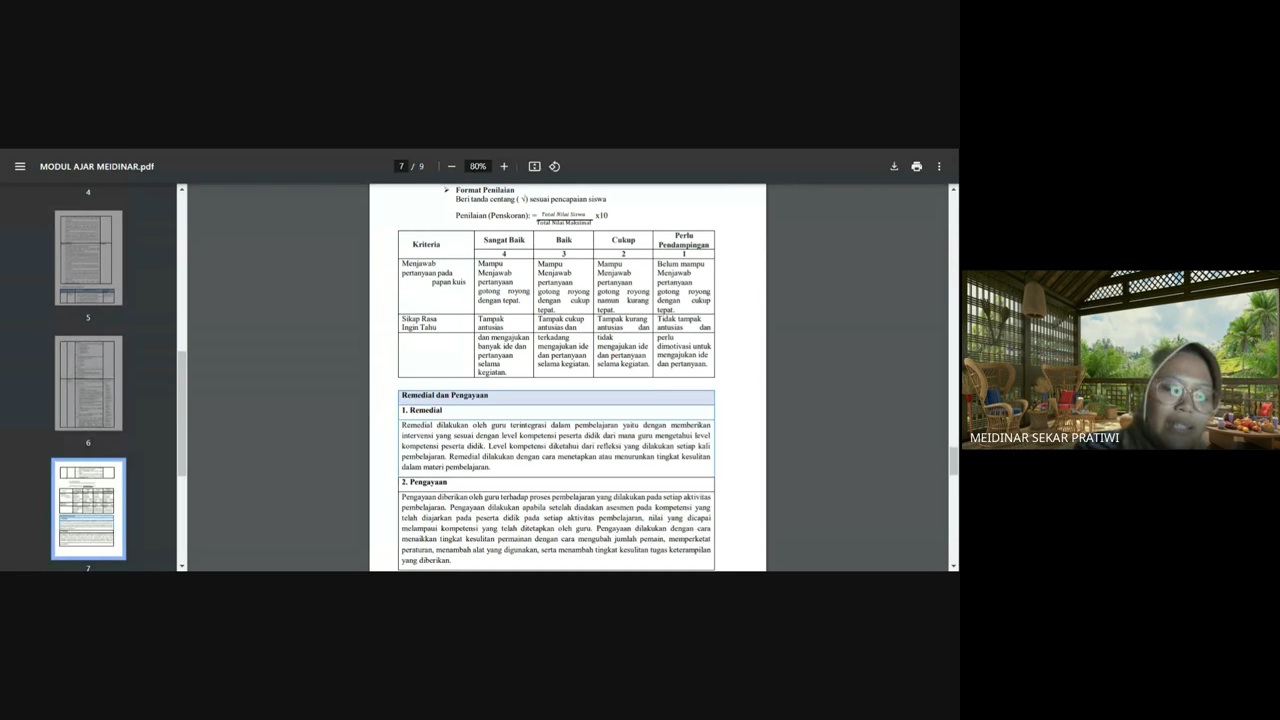 MODUL AJAR MEIDINAR.pdf
7 / 9
80%
4
5
6
7
Format Penilaian
Beri tanda centang ( √) sesuai pencapaian siswa
Penilaian (Penskoran): = Total Nilai Siswa / Total Nilai Maksimal x10
Kriteria
Sangat Baik
Baik
Cukup
Perlu
Pendampingan
4
3
2
1
Menjawab
pertanyaan pada
papan kuis
Mampu
Menjawab
pertanyaan
gotong royong
dengan tepat.
Mampu
Menjawab
pertanyaan
gotong royong
dengan cukup
tepat.
Mampu
Menjawab
pertanyaan
gotong royong
namun kurang
tepat.
Belum mampu
Menjawab
pertanyaan
gotong royong
dengan cukup
tepat.
Sikap Rasa
Ingin Tahu
Tampak
antusias
dan mengajukan
banyak ide dan
pertanyaan
selama
kegiatan.
Tampak cukup
antusias dan
terkadang
mengajukan ide
dan pertanyaan
selama kegiatan.
Tampak kurang
antusias dan
tidak
mengajukan ide
dan pertanyaan
selama kegiatan.
Tidak tampak
antusias dan
perlu
dimotivasi untuk
mengajukan ide
dan pertanyaan.
Remedial dan Pengayaan
1. Remedial
Remedial dilakukan oleh guru terintegrasi dalam pembelajaran yaitu dengan memberikan
intervensi yang sesuai dengan level kompetensi peserta didik dari mana guru mengetahui level
kompetensi peserta didik. Level kompetensi diketahui dari refleksi yang dilakukan setiap kali
pembelajaran. Remedial dilakukan dengan cara menetapkan atau menurunkan tingkat kesulitan
dalam materi pembelajaran.
2. Pengayaan
Pengayaan diberikan oleh guru terhadap proses pembelajaran yang dilakukan pada setiap aktivitas
pembelajaran. Pengayaan dilakukan apabila setelah diadakan asesmen pada kompetensi yang
telah diajarkan pada peserta didik pada setiap aktivitas pembelajaran, nilai yang dicapai
melampaui kompetensi yang telah ditetapkan oleh guru. Pengayaan dilakukan dengan cara
menaikkan tingkat kesulitan permainan dengan cara mengubah jumlah pemain, memperketat
peraturan, menambah alat yang digunakan, serta menambah tingkat kesulitan tugas keterampilan
yang diberikan.
MEIDINAR SEKAR PRATIWI